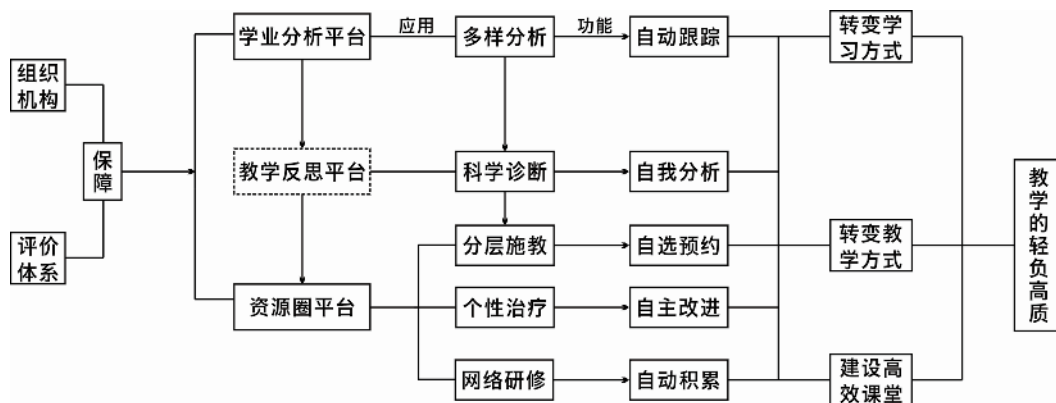 组织
机构
保
障
评价
体系
学业分析平台
应用
多样分析
功能
自动跟踪
教学反思平台
科学诊断
自我分析
分层施教
自选预约
资源圈平台
个性治疗
自主改进
网络研修
自动积累
转变学
习方式
转变教
学方式
建设高
效课堂
教
学
的
轻
负
高
质